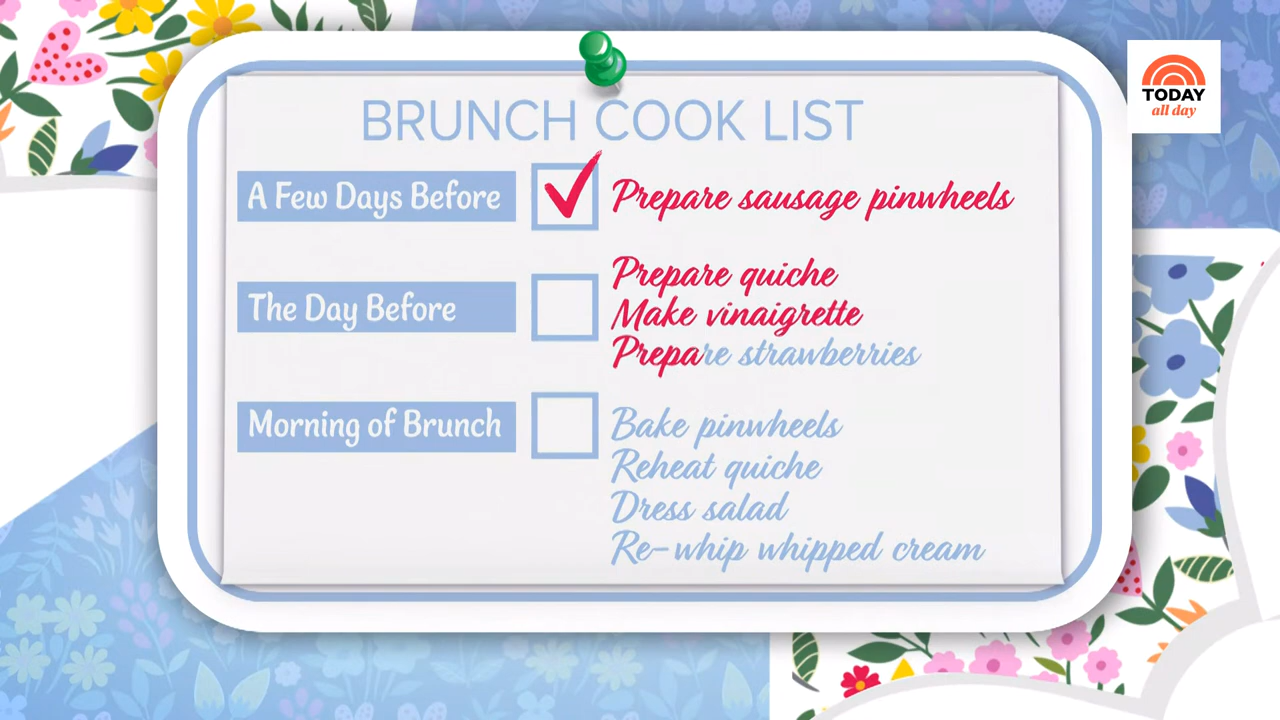 BRUNCH COOK LIST
TODAY
all day
A Few Days Before
Prepare sausage pinwheels
The Day Before
Prepare quiche
Make vinaigrette
Prepare strawberries
Morning of Brunch
Bake pinwheels
Reheat quiche
Dress salad
Re-whip whipped cream